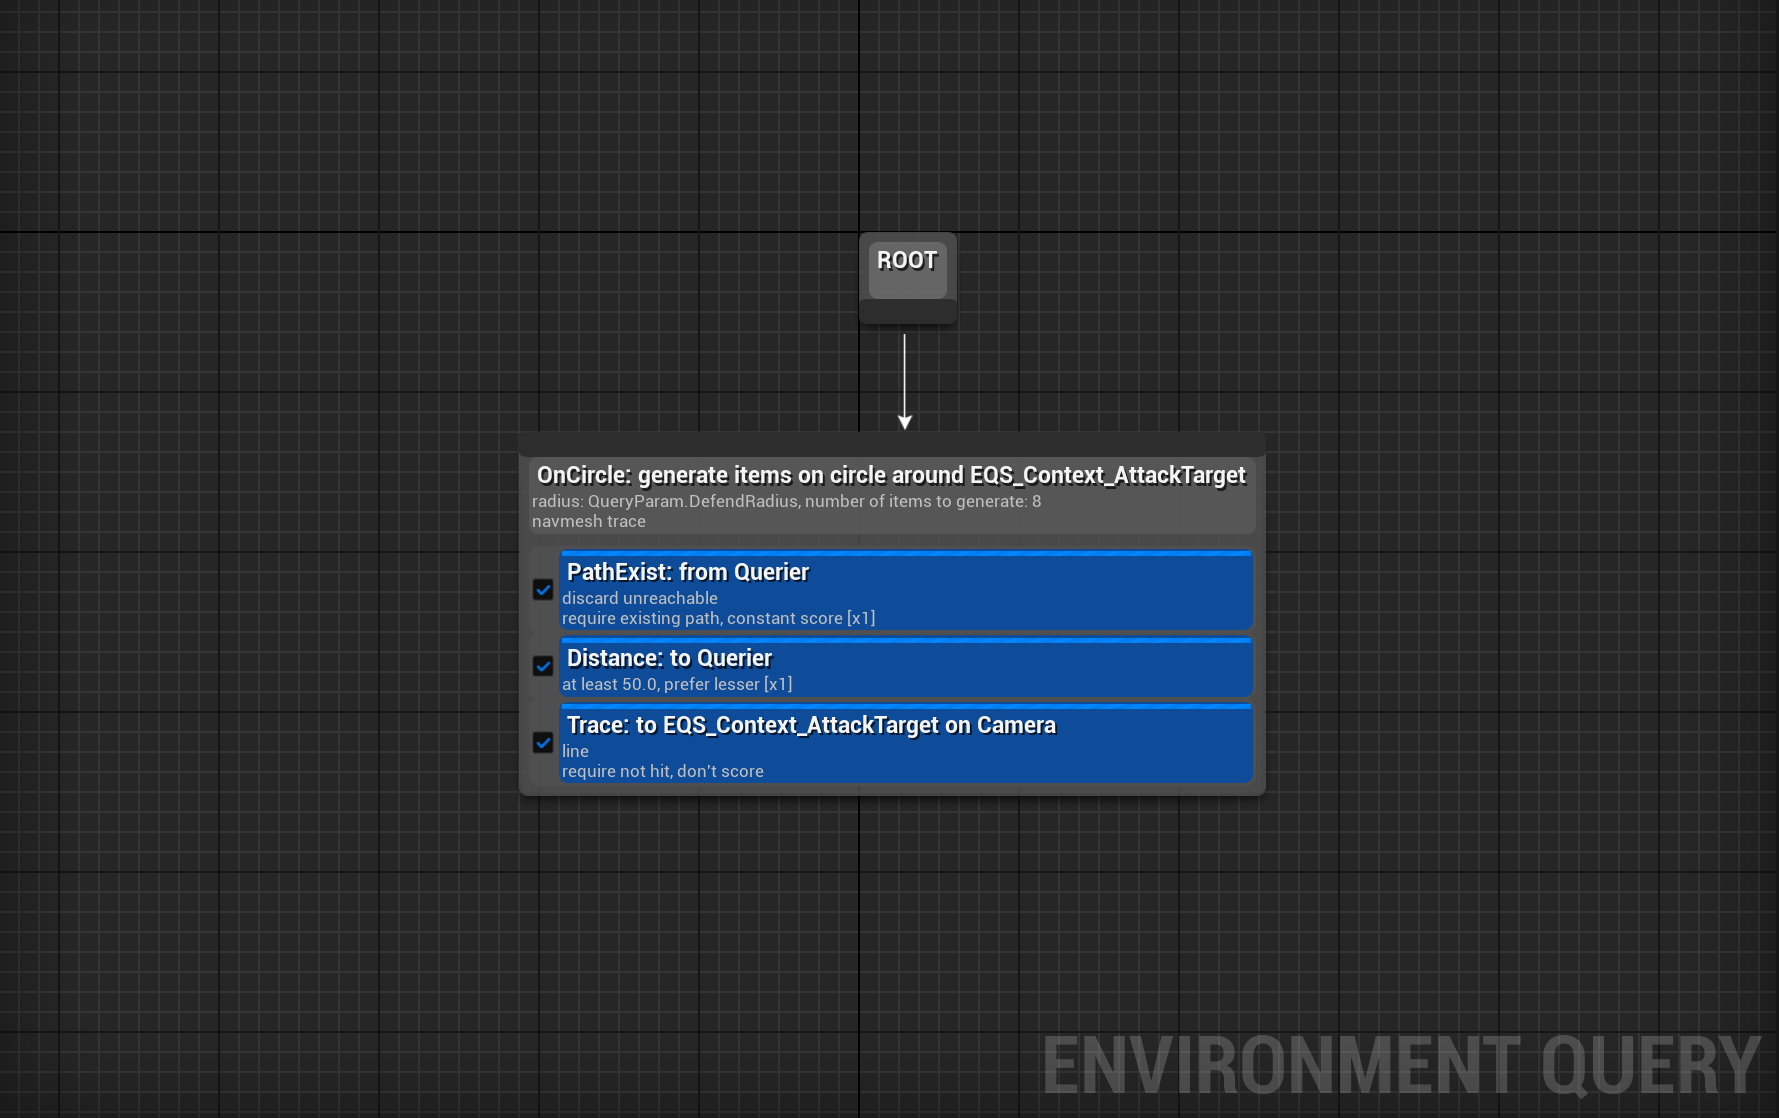 ROOT
OnCircle: generate items on circle around EQS_Context_AttackTarget
radius: QueryParam.DefendRadius, number of items to generate: 8
navmesh trace
PathExist: from Querier
discard unreachable
require existing path, constant score [x1]
Distance: to Querier
at least 50.0, prefer lesser [x1]
Trace: to EQS_Context_AttackTarget on Camera
line
require not hit, don't score
ENVIRONMENT QUERY